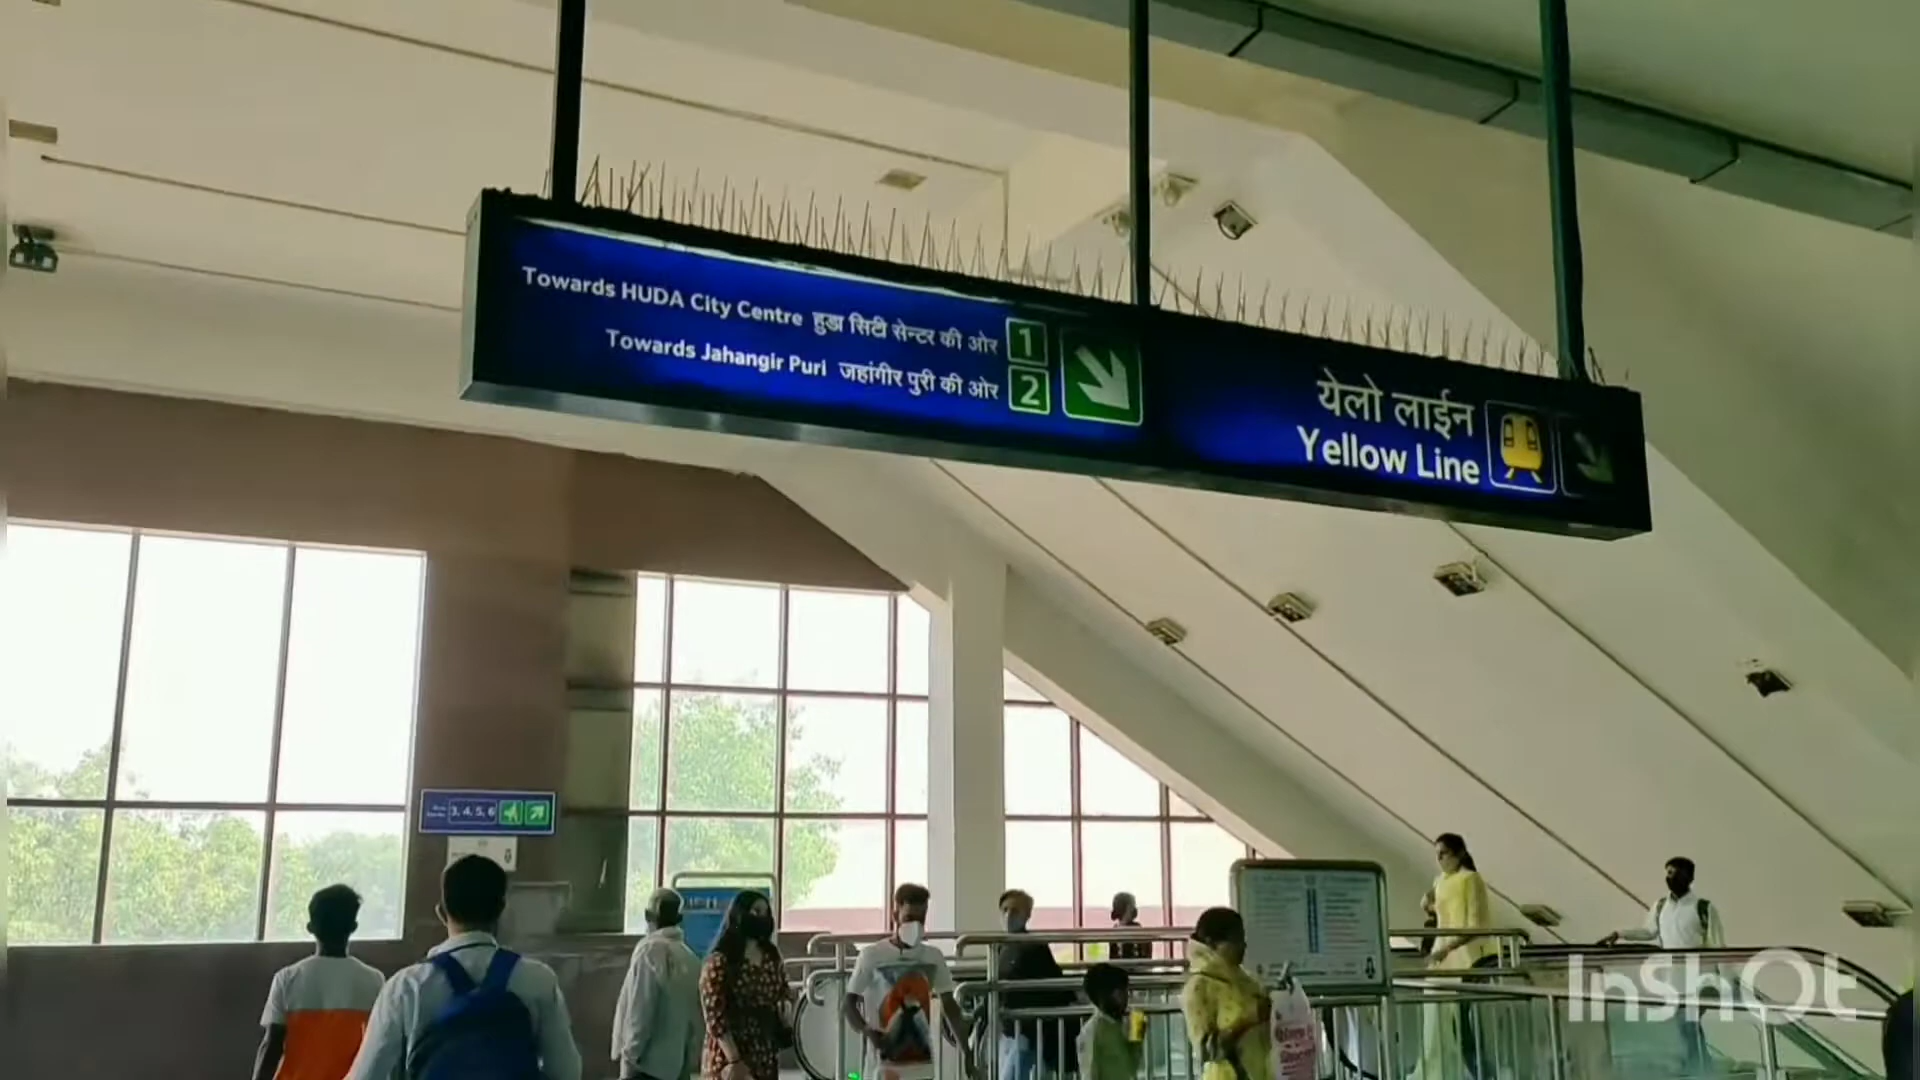 Towards HUDA City Centre हुडा सिटी सेन्टर की ओर 1
Towards Jahangir Puri जहांगीर पुरी की ओर 2
येलो लाईन
Yellow Line
3, 4, 5, 6
InShOt